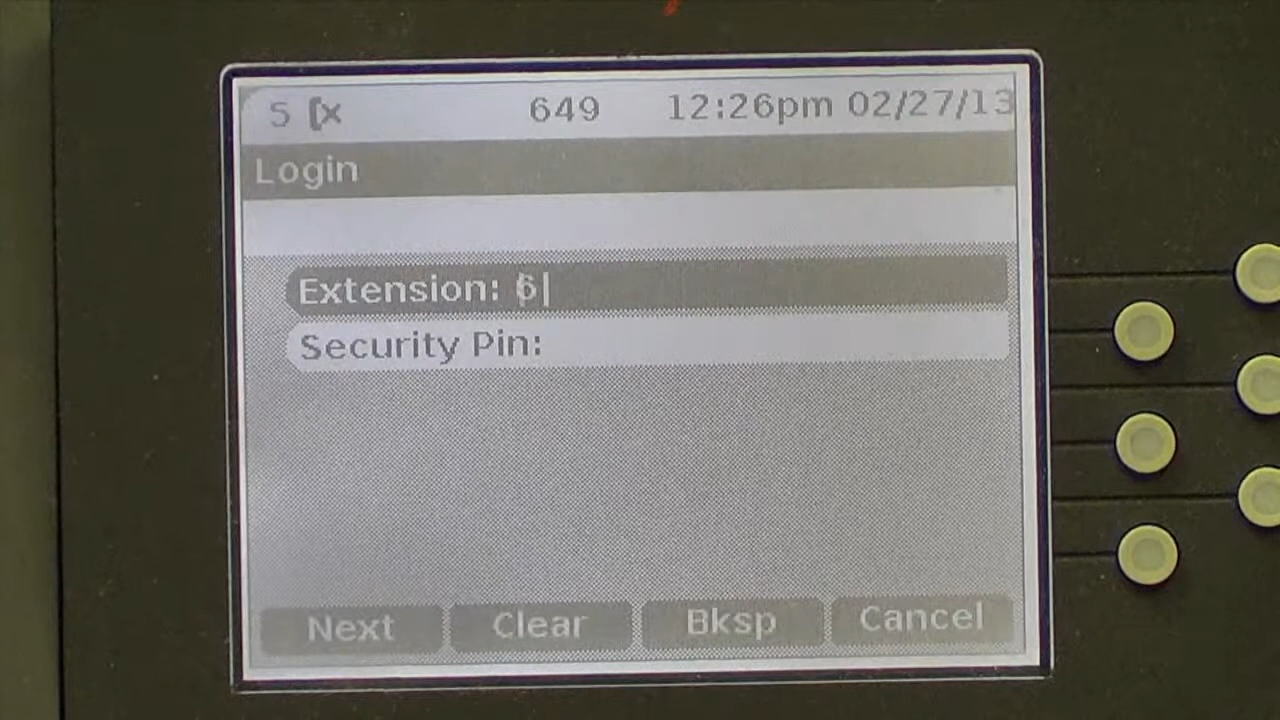 5 649 12:26pm 02/27/13
Login
Extension: 6
Security Pin:
Next Clear Bksp Cancel